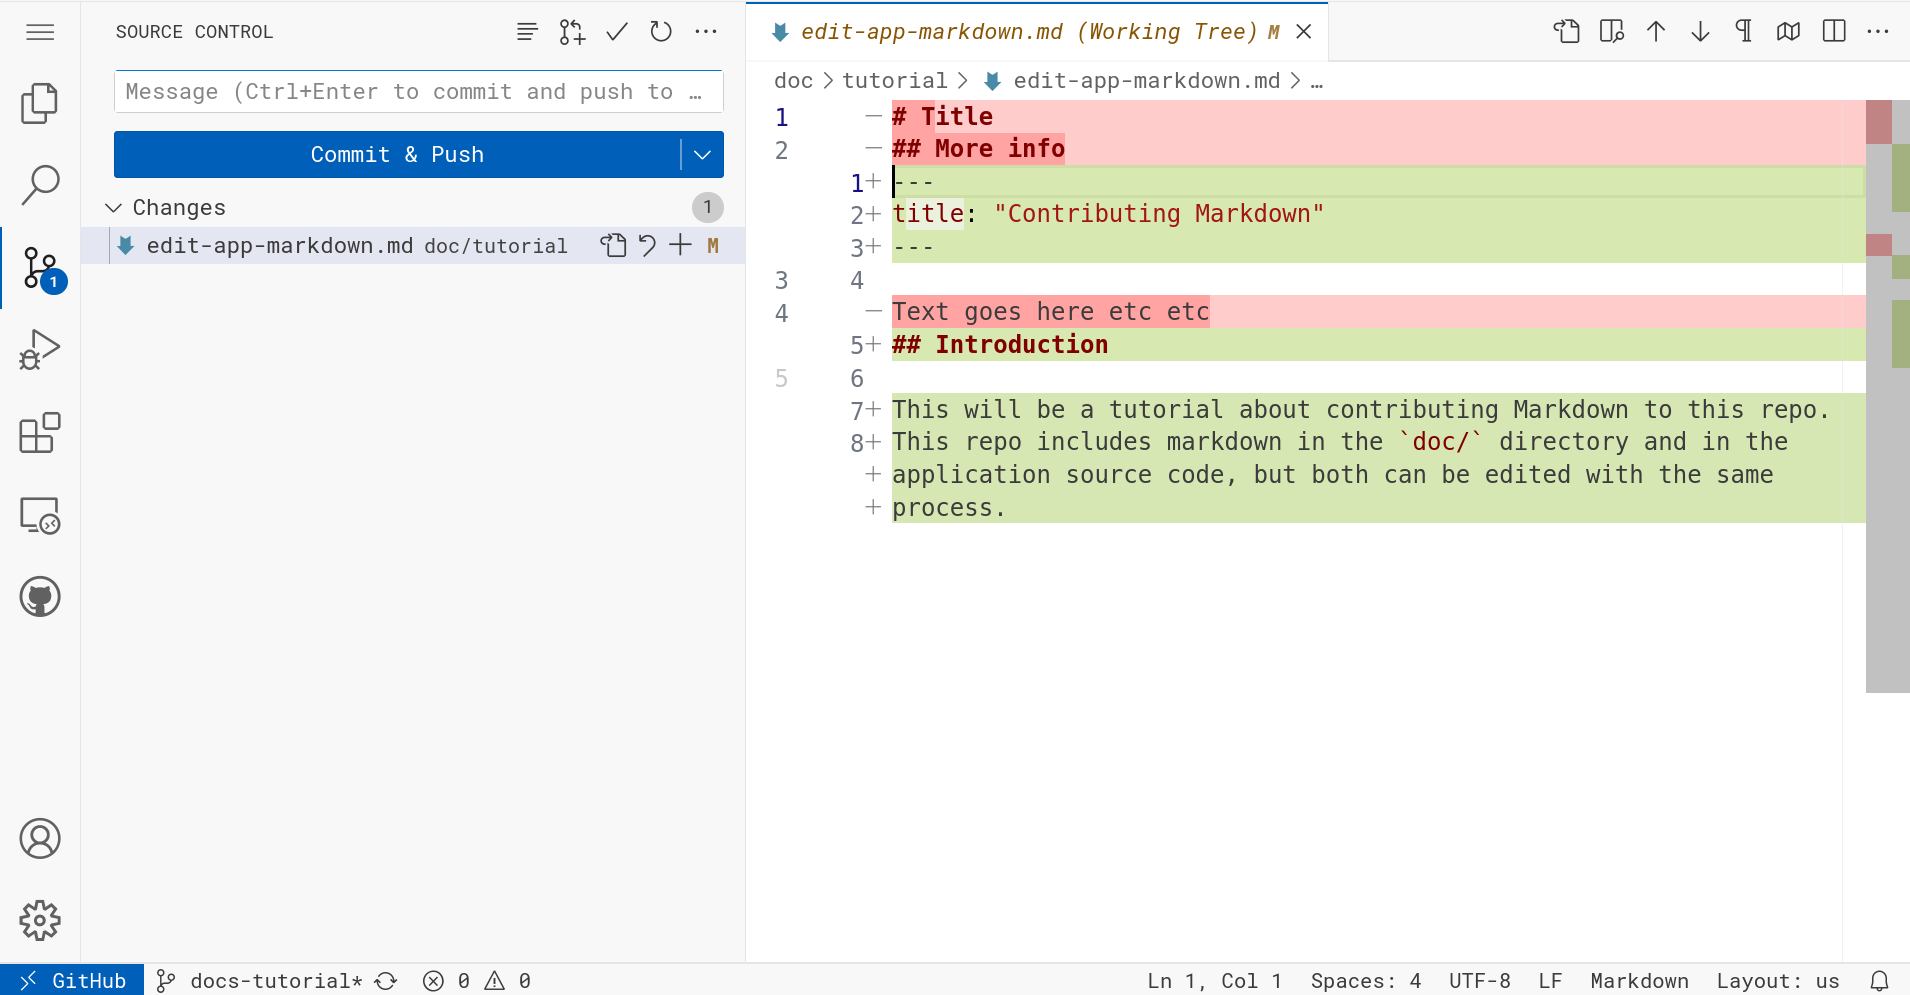 SOURCE CONTROL
Message (Ctrl+Enter to commit and push to …
Commit & Push
Changes 1
edit-app-markdown.md doc/tutorial M
1
edit-app-markdown.md (Working Tree) M
doc > tutorial > edit-app-markdown.md > …
1 — # Title
2 — ## More info
1+ ---
2+ title: "Contributing Markdown"
3+ ---
3 4
4 — Text goes here etc etc
5+ ## Introduction
5 6
7+ This will be a tutorial about contributing Markdown to this repo.
8+ This repo includes markdown in the `doc/` directory and in the
+ application source code, but both can be edited with the same
+ process.
GitHub docs-tutorial* 0 0 Ln 1, Col 1 Spaces: 4 UTF-8 LF Markdown Layout: us